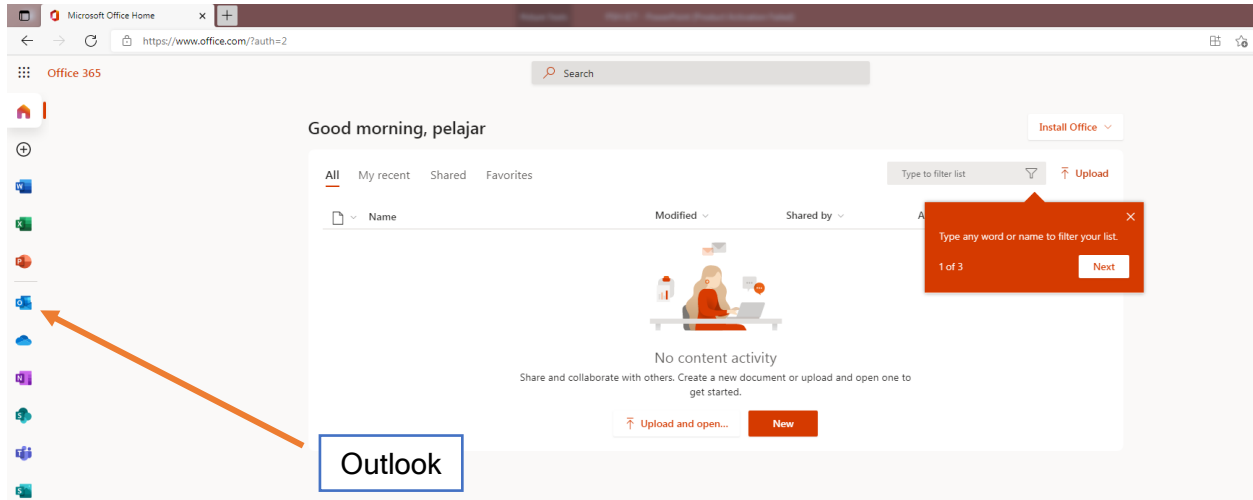 Microsoft Office Home
https://www.office.com/?auth=2
Office 365
Search
Good morning, pelajar
Install Office
All My recent Shared Favorites
Type to filter list
Upload
Name Modified Shared by A
Type any word or name to filter your list.
1 of 3 Next
No content activity
Share and collaborate with others. Create a new document or upload and open one to
get started.
Upload and open... New
Outlook